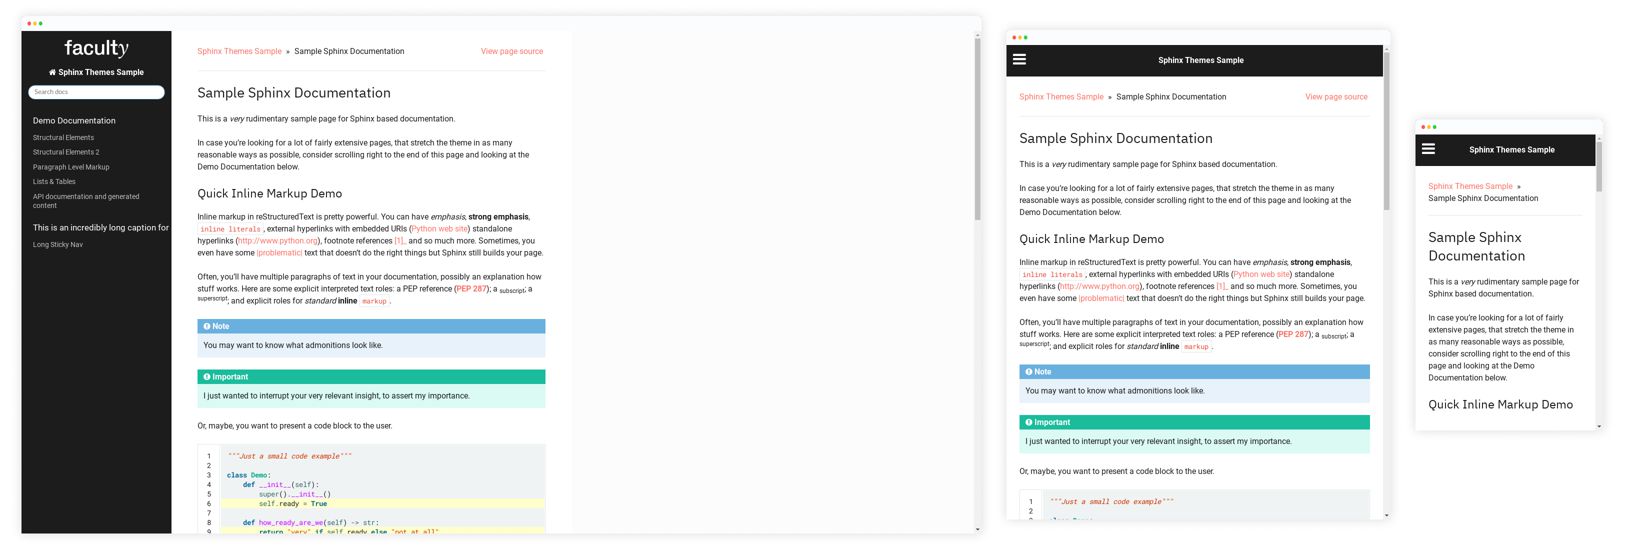 faculty
Sphinx Themes Sample
Search docs
Demo Documentation
Structural Elements
Structural Elements 2
Paragraph Level Markup
Lists & Tables
API documentation and generated
content
This is an incredibly long caption for
Long Sticky Nav
Sphinx Themes Sample » Sample Sphinx Documentation View page source
Sample Sphinx Documentation
This is a very rudimentary sample page for Sphinx based documentation.
In case you're looking for a lot of fairly extensive pages, that stretch the theme in as many
reasonable ways as possible, consider scrolling right to the end of this page and looking at the
Demo Documentation below.
Quick Inline Markup Demo
Inline markup in reStructuredText is pretty powerful. You can have emphasis, strong emphasis,
inline literals, external hyperlinks with embedded URIs (Python web site) standalone
hyperlinks (http://www.python.org), footnote references [1]_ and so much more. Sometimes, you
even have some |problematic| text that doesn't do the right things but Sphinx still builds your page.
Often, you'll have multiple paragraphs of text in your documentation, possibly an explanation how
stuff works. Here are some explicit interpreted text roles: a PEP reference (PEP 287); a subscript; a
superscript; and explicit roles for standard inline markup.
Note
You may want to know what admonitions look like.
Important
I just wanted to interrupt your very relevant insight, to assert my importance.
Or, maybe, you want to present a code block to the user.
1 """Just a small code example"""
2
3 class Demo:
4 def __init__(self):
5 super().__init__()
6 self.ready = True
7
8 def how_ready_are_we(self) -> str:
9 return "very" if self.ready else "not at all"
Sphinx Themes Sample
Sphinx Themes Sample » Sample Sphinx Documentation View page source
Sample Sphinx Documentation
This is a very rudimentary sample page for Sphinx based documentation.
In case you're looking for a lot of fairly extensive pages, that stretch the theme in as many
reasonable ways as possible, consider scrolling right to the end of this page and looking at the
Demo Documentation below.
Quick Inline Markup Demo
Inline markup in reStructuredText is pretty powerful. You can have emphasis, strong emphasis,
inline literals, external hyperlinks with embedded URIs (Python web site) standalone
hyperlinks (http://www.python.org), footnote references [1]_ and so much more. Sometimes, you
even have some |problematic| text that doesn't do the right things but Sphinx still builds your page.
Often, you'll have multiple paragraphs of text in your documentation, possibly an explanation how
stuff works. Here are some explicit interpreted text roles: a PEP reference (PEP 287); a subscript; a
superscript; and explicit roles for standard inline markup.
Note
You may want to know what admonitions look like.
Important
I just wanted to interrupt your very relevant insight, to assert my importance.
Or, maybe, you want to present a code block to the user.
1 """Just a small code example"""
2
Sphinx Themes Sample
Sphinx Themes Sample »
Sample Sphinx Documentation
Sample Sphinx
Documentation
This is a very rudimentary sample page for
Sphinx based documentation.
In case you're looking for a lot of fairly
extensive pages, that stretch the theme in
as many reasonable ways as possible,
consider scrolling right to the end of this
page and looking at the Demo
Documentation below.
Quick Inline Markup Demo